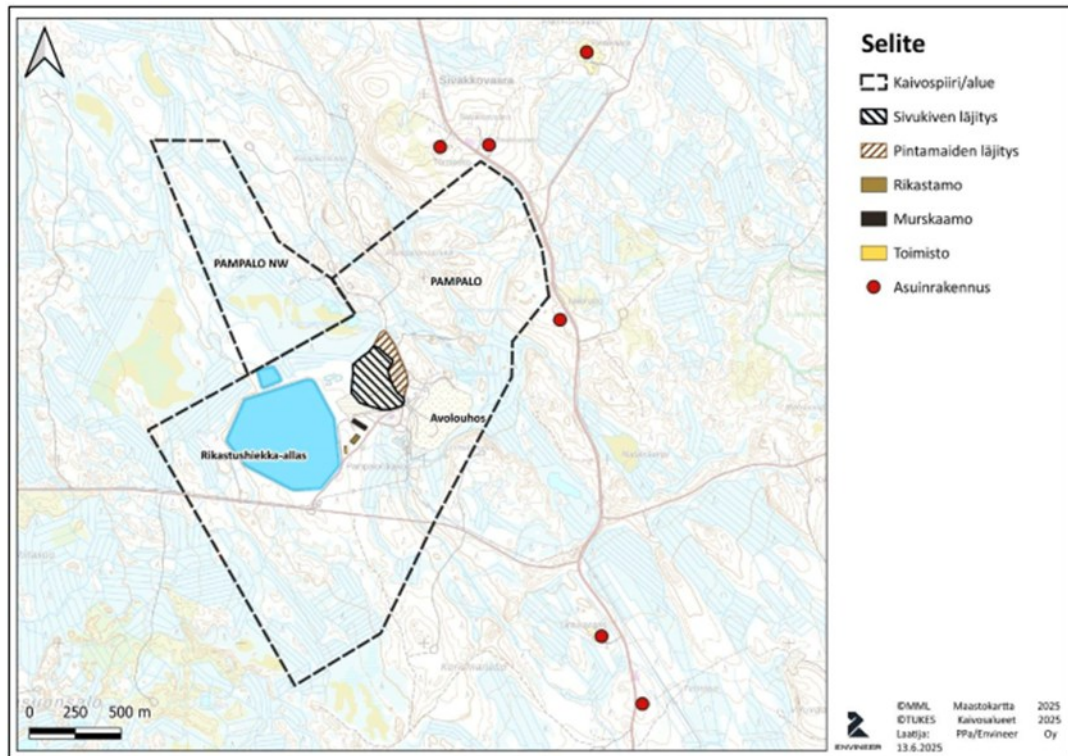 Selite
Kaivospiiri/alue
Sivukiven läjitys
Pintamaiden läjitys
Rikastamo
Murskaamo
Toimisto
Asuinrakennus
Sivakkovaara
PAMPALO NW
PAMPALO
Avolouhos
Rikastushiekka-allas
0 250 500 m
ENVINEER
©MML Maastokartta 2025
©TUKES Kaivosalueet 2025
Laatija: PPa/Envineer Oy
13.6.2025